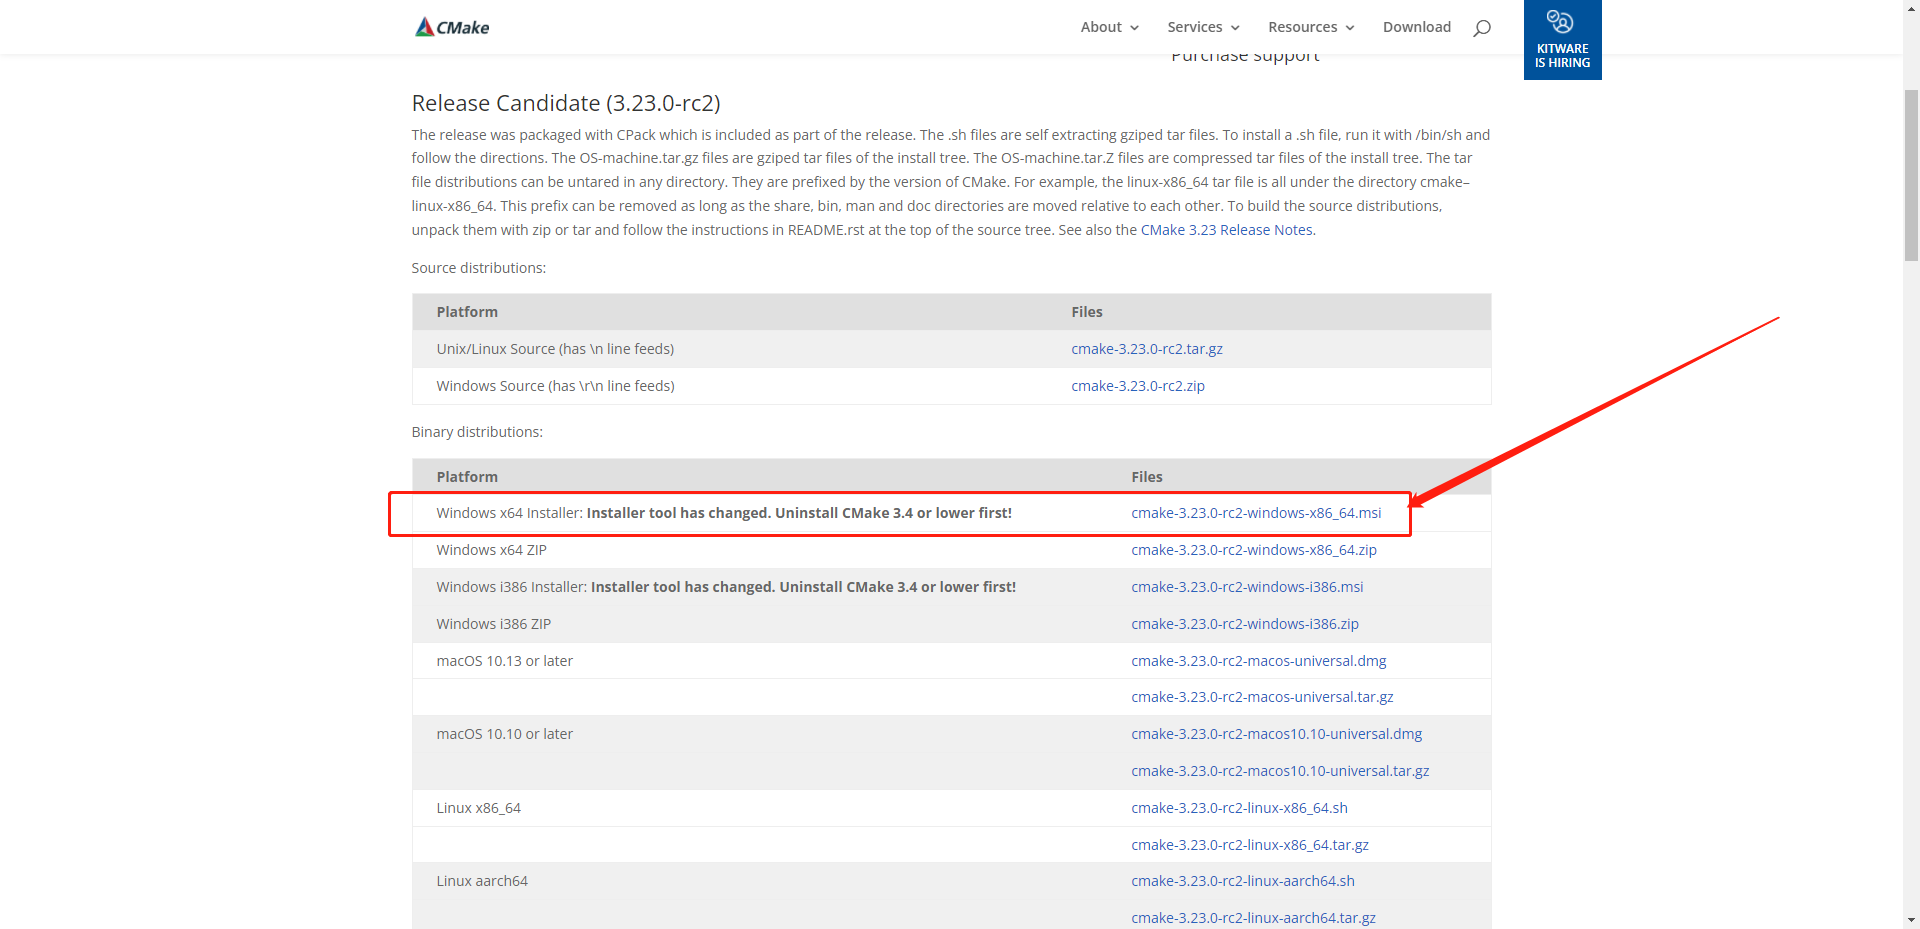 CMake
About
Services
Resources
Download
KITWARE
IS HIRING
Purchase support
Release Candidate (3.23.0-rc2)
The release was packaged with CPack which is included as part of the release. The .sh files are self extracting gziped tar files. To install a .sh file, run it with /bin/sh and
follow the directions. The OS-machine.tar.gz files are gziped tar files of the install tree. The OS-machine.tar.Z files are compressed tar files of the install tree. The tar
file distributions can be untared in any directory. They are prefixed by the version of CMake. For example, the linux-x86_64 tar file is all under the directory cmake–
linux-x86_64. This prefix can be removed as long as the share, bin, man and doc directories are moved relative to each other. To build the source distributions,
unpack them with zip or tar and follow the instructions in README.rst at the top of the source tree. See also the CMake 3.23 Release Notes.
Source distributions:
Platform Files
Unix/Linux Source (has \n line feeds) cmake-3.23.0-rc2.tar.gz
Windows Source (has \r\n line feeds) cmake-3.23.0-rc2.zip
Binary distributions:
Platform Files
Windows x64 Installer: Installer tool has changed. Uninstall CMake 3.4 or lower first! cmake-3.23.0-rc2-windows-x86_64.msi
Windows x64 ZIP cmake-3.23.0-rc2-windows-x86_64.zip
Windows i386 Installer: Installer tool has changed. Uninstall CMake 3.4 or lower first! cmake-3.23.0-rc2-windows-i386.msi
Windows i386 ZIP cmake-3.23.0-rc2-windows-i386.zip
macOS 10.13 or later cmake-3.23.0-rc2-macos-universal.dmg
cmake-3.23.0-rc2-macos-universal.tar.gz
macOS 10.10 or later cmake-3.23.0-rc2-macos10.10-universal.dmg
cmake-3.23.0-rc2-macos10.10-universal.tar.gz
Linux x86_64 cmake-3.23.0-rc2-linux-x86_64.sh
cmake-3.23.0-rc2-linux-x86_64.tar.gz
Linux aarch64 cmake-3.23.0-rc2-linux-aarch64.sh
cmake-3.23.0-rc2-linux-aarch64.tar.gz